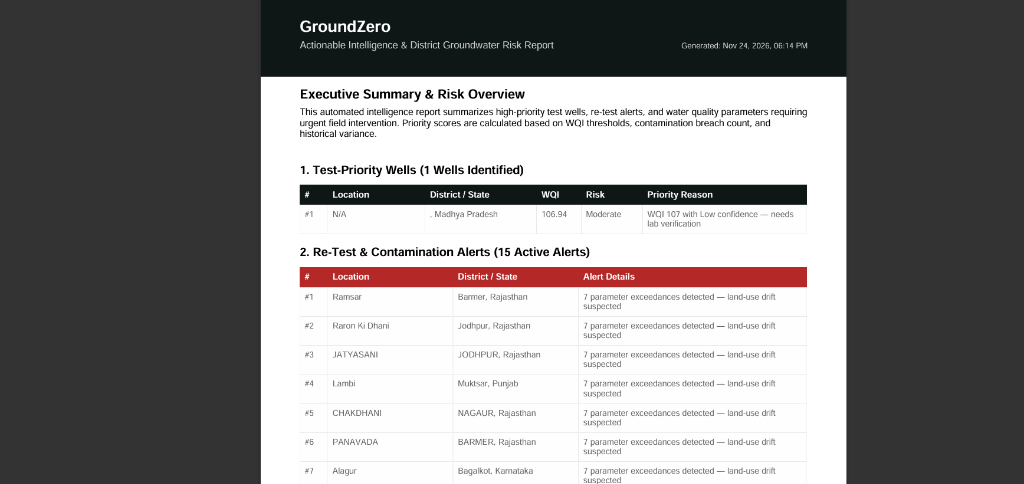 GroundZero
Actionable Intelligence & District Groundwater Risk Report
Generated: Nov 24, 2026, 06:14 PM
Executive Summary & Risk Overview
This automated intelligence report summarizes high-priority test wells, re-test alerts, and water quality parameters requiring
urgent field intervention. Priority scores are calculated based on WQI thresholds, contamination breach count, and
historical variance.
1. Test-Priority Wells (1 Wells Identified)
# Location District / State WQI Risk Priority Reason
#1 N/A , Madhya Pradesh 106.94 Moderate WQI 107 with Low confidence — needs
lab verification
2. Re-Test & Contamination Alerts (15 Active Alerts)
# Location District / State Alert Details
#1 Ramsar Barmer, Rajasthan 7 parameter exceedances detected — land-use drift
suspected
#2 Raron Ki Dhani Jodhpur, Rajasthan 7 parameter exceedances detected — land-use drift
suspected
#3 JATYASANI JODHPUR, Rajasthan 7 parameter exceedances detected — land-use drift
suspected
#4 Lambi Muktsar, Punjab 7 parameter exceedances detected — land-use drift
suspected
#5 CHAKDHANI NAGAUR, Rajasthan 7 parameter exceedances detected — land-use drift
suspected
#6 PANAVADA BARMER, Rajasthan 7 parameter exceedances detected — land-use drift
suspected
#7 Alagur Bagalkot, Karnataka 7 parameter exceedances detected — land-use drift
suspected